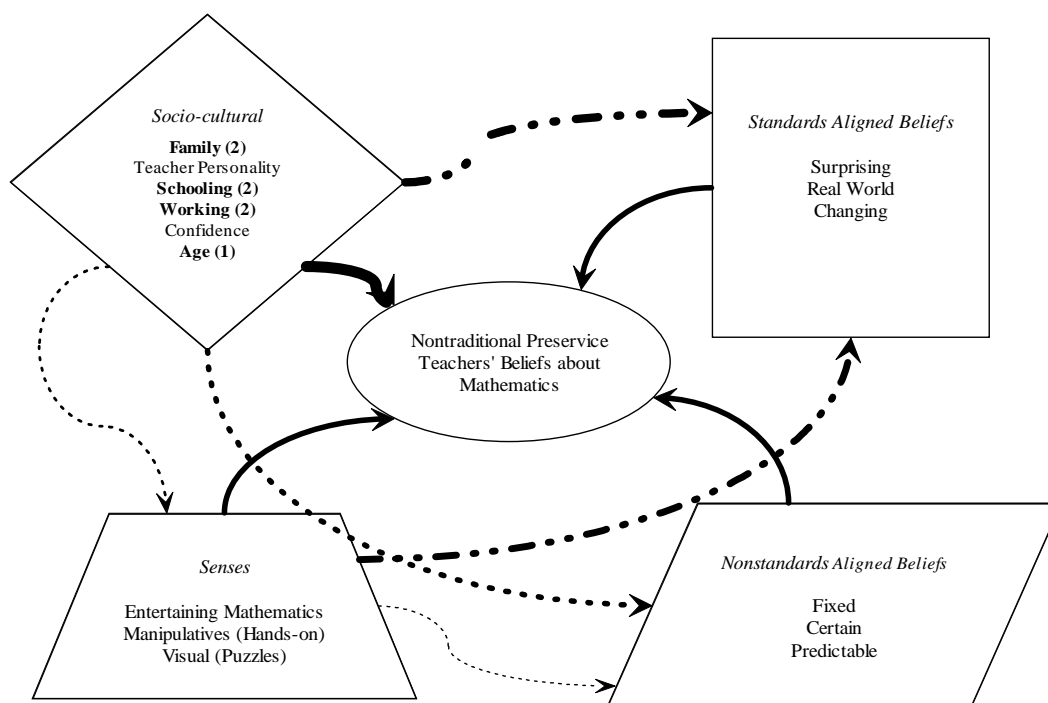 Socio-cultural
Family (2)
Teacher Personality
Schooling (2)
Working (2)
Confidence
Age (1)
Standards Aligned Beliefs
Surprising
Real World
Changing
Nontraditional Preservice
Teachers' Beliefs about
Mathematics
Senses
Entertaining Mathematics
Manipulatives (Hands-on)
Visual (Puzzles)
Nonstandards Aligned Beliefs
Fixed
Certain
Predictable